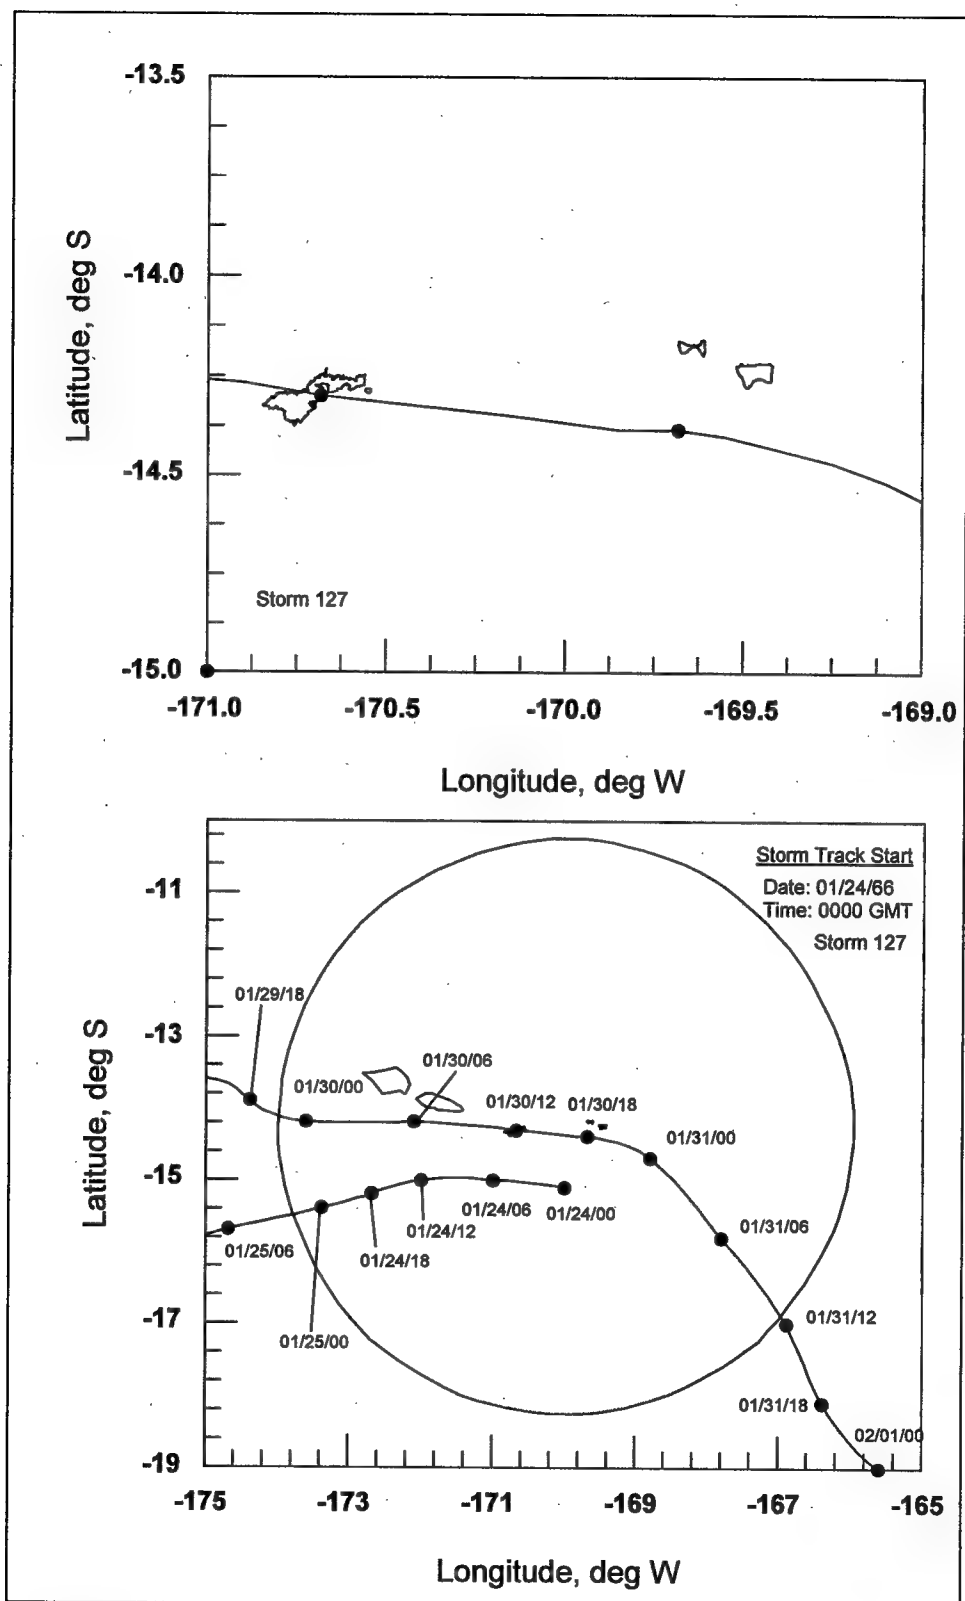 -13.5
-14.0
-14.5
-15.0
Latitude, deg S
Storm 127
-171.0 -170.5 -170.0 -169.5 -169.0
Longitude, deg W
Storm Track Start
Date: 01/24/66
Time: 0000 GMT
Storm 127
-11
-13
-15
-17
-19
Latitude, deg S
01/29/18
01/30/00
01/30/06
01/30/12
01/30/18
01/31/00
01/24/06
01/24/00
01/24/12
01/24/18
01/25/06
01/25/00
01/31/06
01/31/12
01/31/18
02/01/00
-175 -173 -171 -169 -167 -165
Longitude, deg W